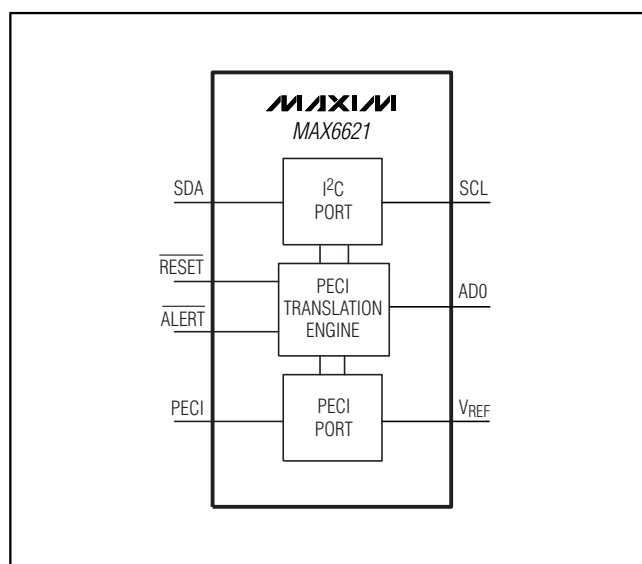 MAXIM
MAX6621
SDA
I²C
PORT
SCL
RESET
ALERT
PECI
TRANSLATION
ENGINE
AD0
PECI
PECI
PORT
VREF